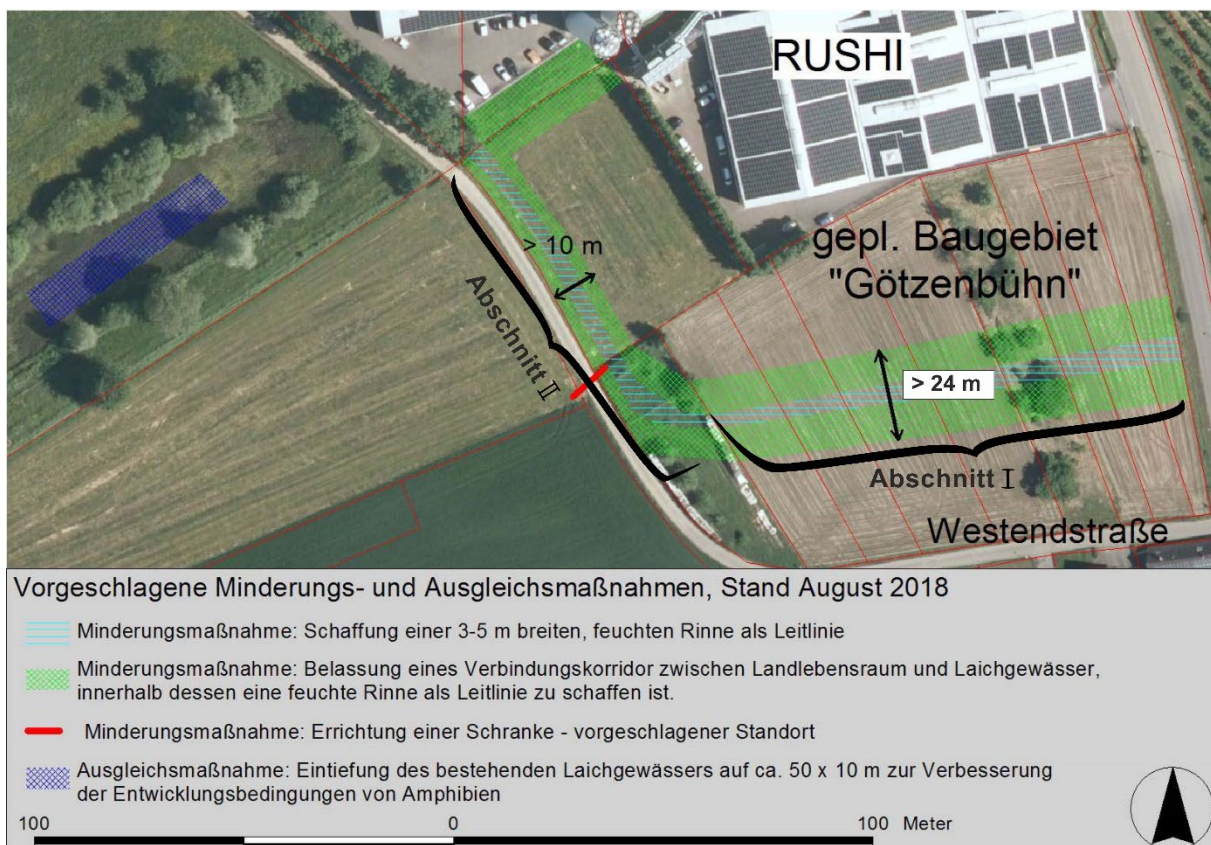 RUSHI
gepl. Baugebiet
"Götzenbühn"
> 10 m
Abschnitt II
> 24 m
Abschnitt I
Westendstraße
Vorgeschlagene Minderungs- und Ausgleichsmaßnahmen, Stand August 2018
Minderungsmaßnahme: Schaffung einer 3-5 m breiten, feuchten Rinne als Leitlinie
Minderungsmaßnahme: Belassung eines Verbindungskorridor zwischen Landlebensraum und Laichgewässer,
innerhalb dessen eine feuchte Rinne als Leitlinie zu schaffen ist.
Minderungsmaßnahme: Errichtung einer Schranke - vorgeschlagener Standort
Ausgleichsmaßnahme: Eintiefung des bestehenden Laichgewässers auf ca. 50 x 10 m zur Verbesserung
der Entwicklungsbedingungen von Amphibien
100 0 100 Meter